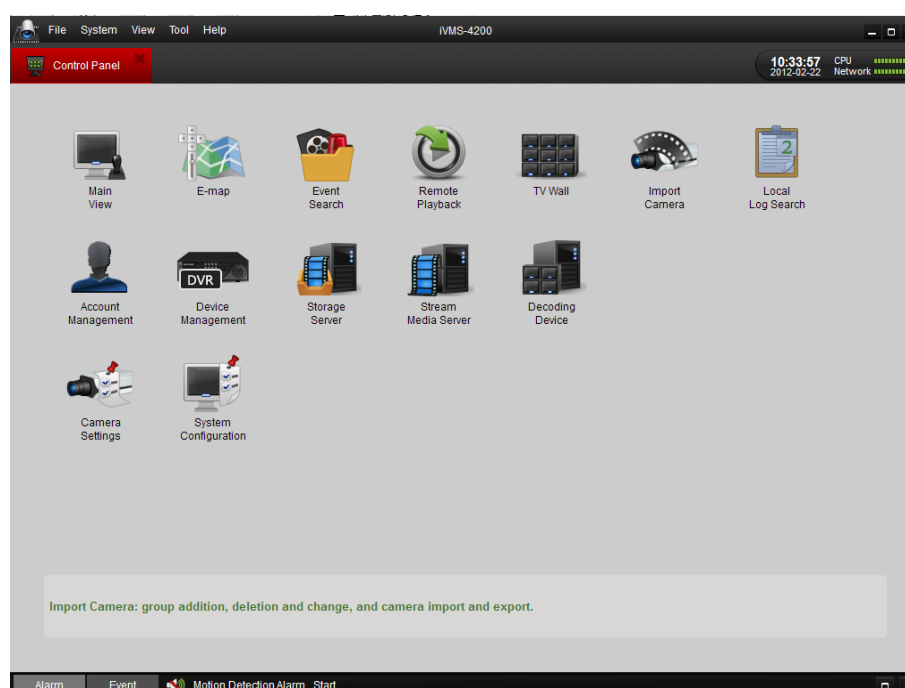 File System View Tool Help iVMS-4200
Control Panel
10:33:57 CPU
2012-02-22 Network
Main
View
E-map
Event
Search
Remote
Playback
TV Wall
Import
Camera
2
Local
Log Search
Account
Management
DVR
Device
Management
Storage
Server
Stream
Media Server
Decoding
Device
Camera
Settings
System
Configuration
Import Camera: group addition, deletion and change, and camera import and export.
Alarm Event Motion Detection Alarm Start